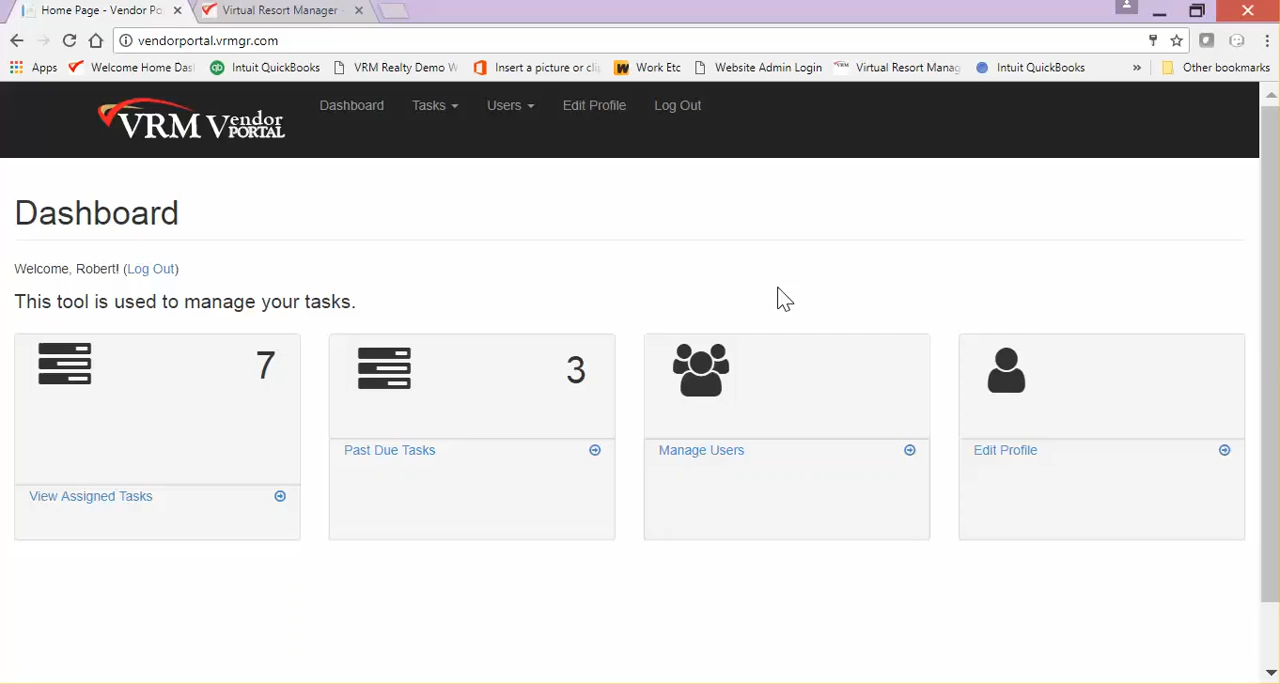 Home Page - Vendor Po
Virtual Resort Manager
vendorportal.vrmgr.com
Apps Welcome Home Das Intuit QuickBooks VRM Realty Demo W Insert a picture or cli Work Etc Website Admin Login Virtual Resort Manag Intuit QuickBooks » Other bookmarks
VRM Vendor PORTAL
Dashboard Tasks Users Edit Profile Log Out
Dashboard
Welcome, Robert! (Log Out)
This tool is used to manage your tasks.
7
View Assigned Tasks
3
Past Due Tasks
Manage Users
Edit Profile